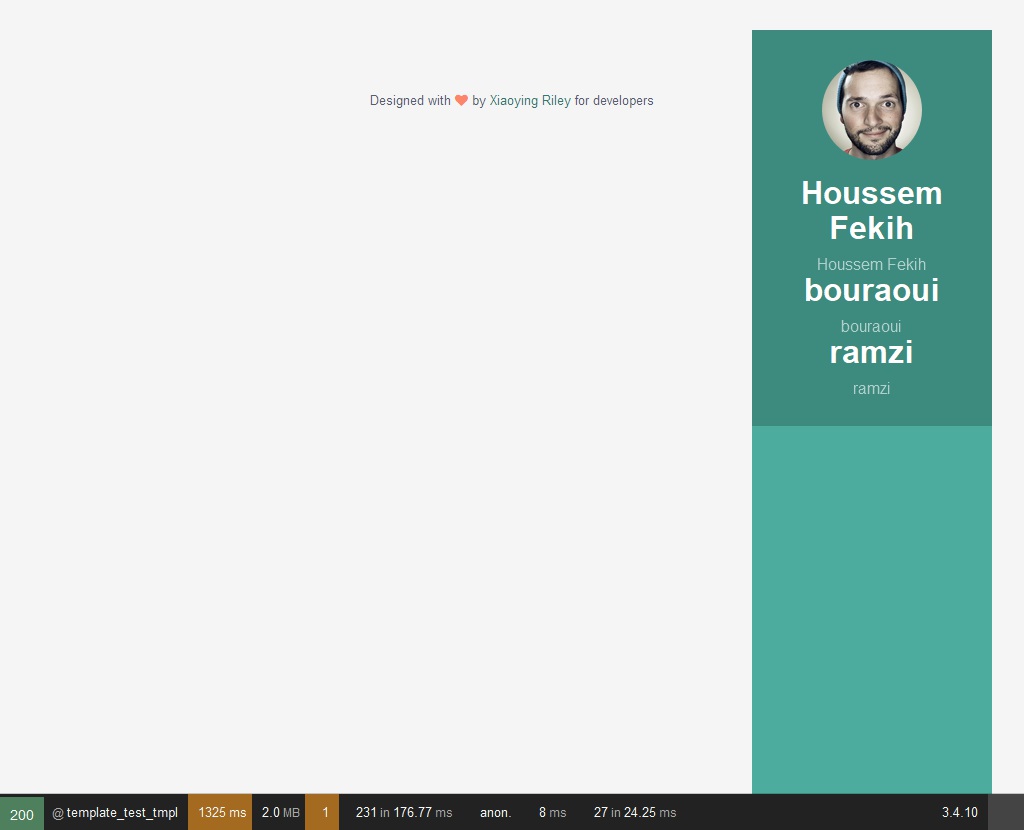 Designed with by Xiaoying Riley for developers
Houssem
Fekih
Houssem Fekih
bouraoui
bouraoui
ramzi
ramzi
200 @ template_test_tmpl 1325 ms 2.0 MB 1 231 in 176.77 ms anon. 8 ms 27 in 24.25 ms 3.4.10